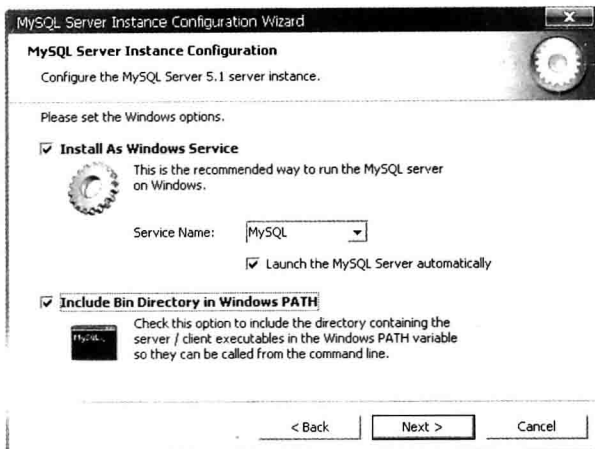 MySQL Server Instance Configuration Wizard
MySQL Server Instance Configuration
Configure the MySQL Server 5.1 server instance.
Please set the Windows options.
Install As Windows Service
This is the recommended way to run the MySQL server
on Windows.
Service Name:
MySQL
Launch the MySQL Server automatically
Include Bin Directory in Windows PATH
Check this option to include the directory containing the
server / client executables in the Windows PATH variable
so they can be called from the command line.
< Back
Next >
Cancel